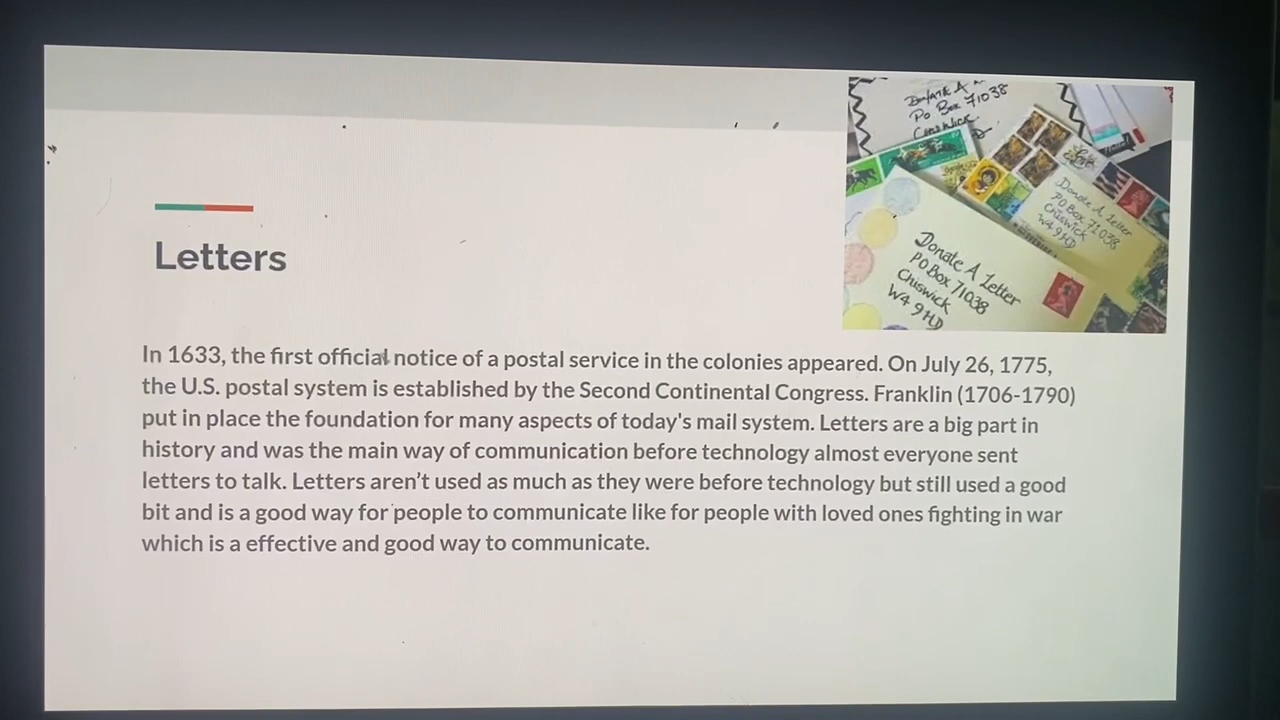 Donate A
Po Box 71038
Chiswick
Donate A Letter
PO Box 71038
Chiswick
W4 9HD
Donate A Letter
PO Box 71038
Chiswick
W4 9HD
Letters
In 1633, the first official notice of a postal service in the colonies appeared. On July 26, 1775,
the U.S. postal system is established by the Second Continental Congress. Franklin (1706-1790)
put in place the foundation for many aspects of today's mail system. Letters are a big part in
history and was the main way of communication before technology almost everyone sent
letters to talk. Letters aren’t used as much as they were before technology but still used a good
bit and is a good way for people to communicate like for people with loved ones fighting in war
which is a effective and good way to communicate.